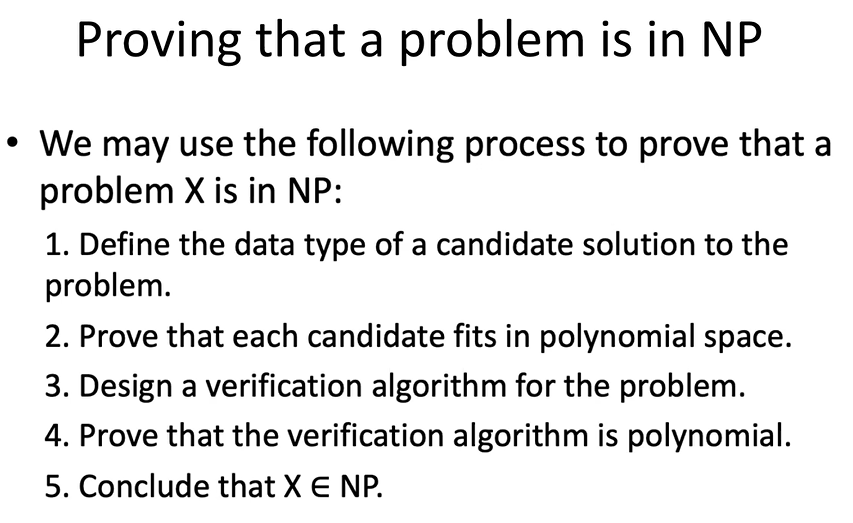 Proving that a problem is in NP
• We may use the following process to prove that a
problem X is in NP:
1. Define the data type of a candidate solution to the
problem.
2. Prove that each candidate fits in polynomial space.
3. Design a verification algorithm for the problem.
4. Prove that the verification algorithm is polynomial.
5. Conclude that X ∈ NP.